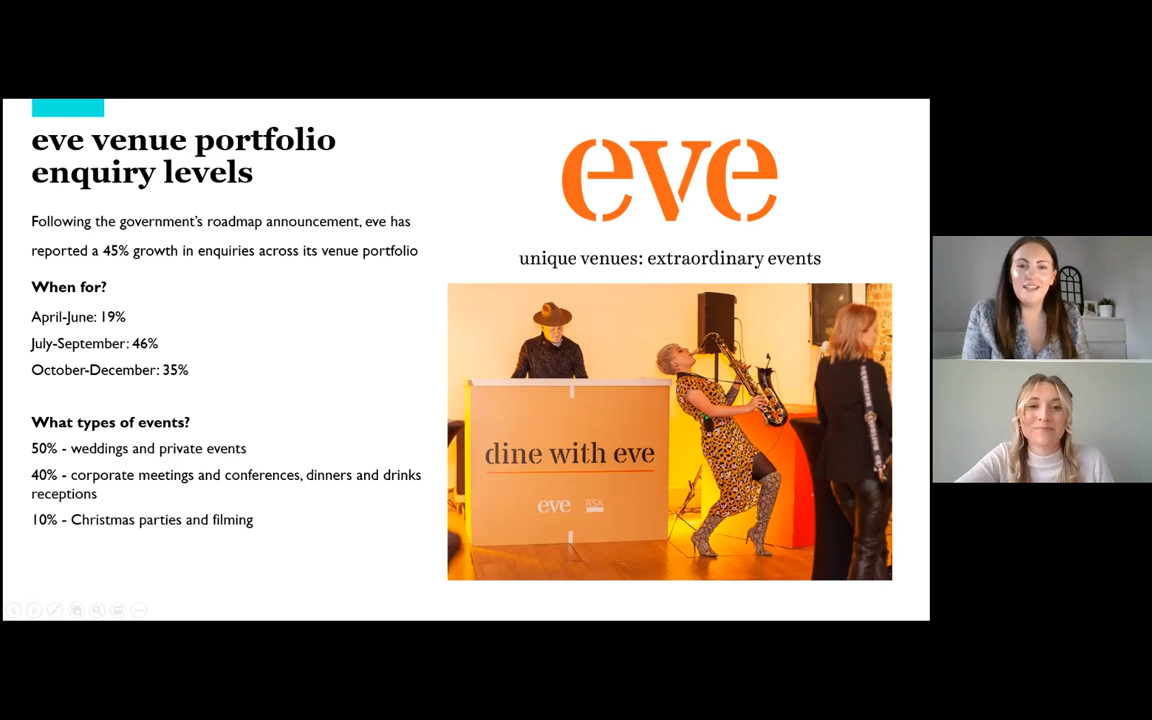 eve venue portfolio
enquiry levels
Following the government's roadmap announcement, eve has
reported a 45% growth in enquiries across its venue portfolio
When for?
April-June: 19%
July-September: 46%
October-December: 35%
What types of events?
50% - weddings and private events
40% - corporate meetings and conferences, dinners and drinks
receptions
10% - Christmas parties and filming
eve
unique venues: extraordinary events
dine with eve
eve RSA